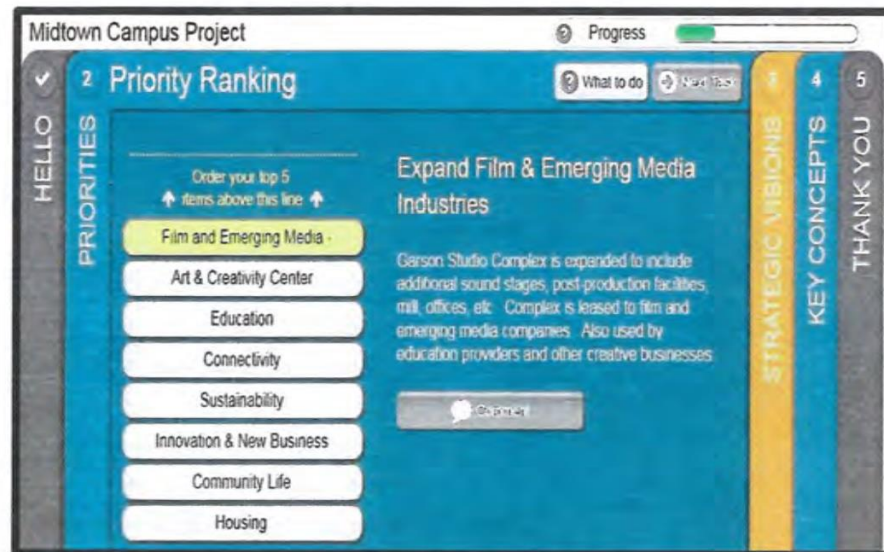 Midtown Campus Project
Progress
HELLO
2 PRIORITIES
Priority Ranking
What to do
Next Task
Order your top 5
items above this line
Film and Emerging Media
Art & Creativity Center
Education
Connectivity
Sustainability
Innovation & New Business
Community Life
Housing
Expand Film & Emerging Media
Industries
Garson Studio Complex is expanded to include
additional sound stages, post-production facilities,
mill, offices, etc. Complex is leased to film and
emerging media companies. Also used by
education providers and other creative businesses
3 STRATEGIC VISIONS
4 KEY CONCEPTS
5 THANK YOU